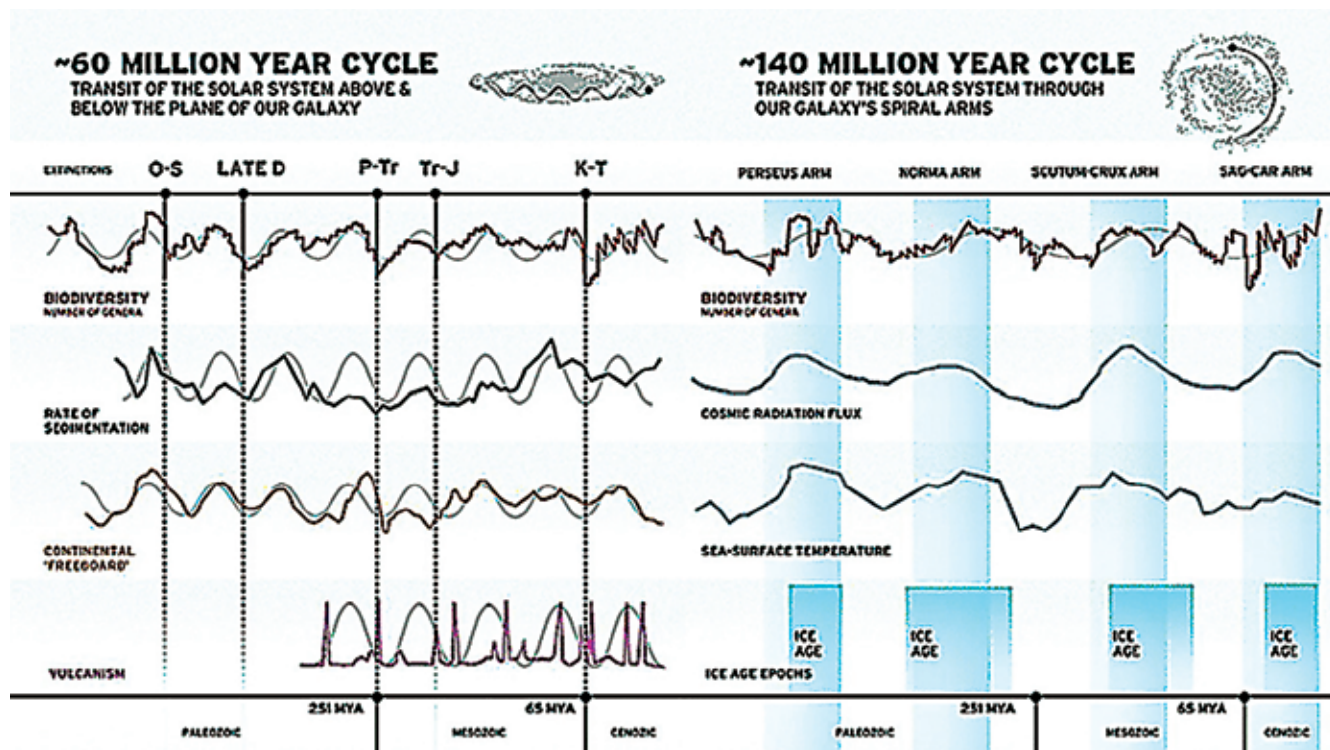 ~60 MILLION YEAR CYCLE
TRANSIT OF THE SOLAR SYSTEM ABOVE &
BELOW THE PLANE OF OUR GALAXY
~140 MILLION YEAR CYCLE
TRANSIT OF THE SOLAR SYSTEM THROUGH
OUR GALAXY'S SPIRAL ARMS
EXTINCTIONS O-S LATE D P-Tr Tr-J K-T
PERSEUS ARM NORMA ARM SCUTUM-CRUX ARM SAG-CAR ARM
BIODIVERSITY
NUMBER OF GENERA
BIODIVERSITY
NUMBER OF GENERA
RATE OF
SEDIMENTATION
COSMIC RADIATION FLUX
CONTINENTAL
"FREEBOARD"
SEA-SURFACE TEMPERATURE
VULCANISM
ICE AGE EPOCHS
ICE
AGE
ICE
AGE
ICE
AGE
ICE
AGE
251 MYA 65 MYA
PALEOZOIC MESOZOIC CENOZIC
251 MYA 65 MYA
PALEOZOIC MESOZOIC CENOZIC